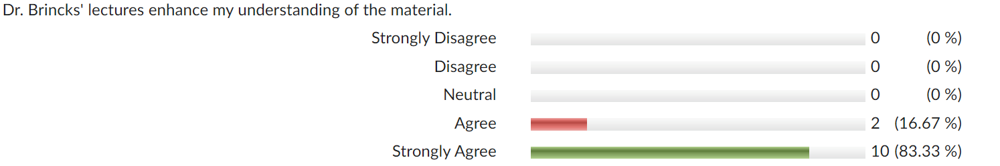 Dr. Brincks' lectures enhance my understanding of the material.
Strongly Disagree 0 (0 %)
Disagree 0 (0 %)
Neutral 0 (0 %)
Agree 2 (16.67 %)
Strongly Agree 10 (83.33 %)